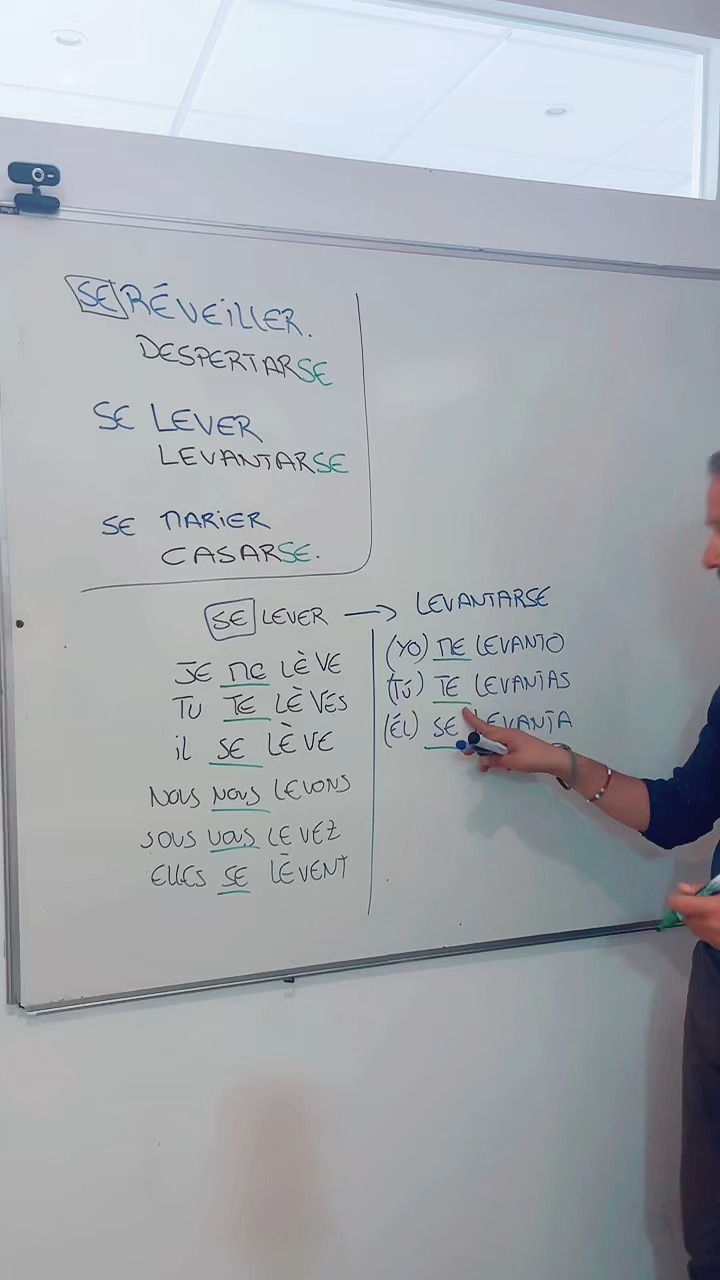 SE RÉVEILLER.
DESPERTARSE
SE LEVER
LEVANTARSE
SE MARIER
CASARSE.
SE LEVER → LEVANTARSE
JE ME LÈVE
TU TE LÈVES
iL SE LÈVE
NOUS NOUS LEVONS
VOUS VOUS LEVEZ
ELLES SE LÈVENT
(YO) ME LEVANTO
(TÚ) TE LEVANTAS
(ÉL) SE LEVANTA